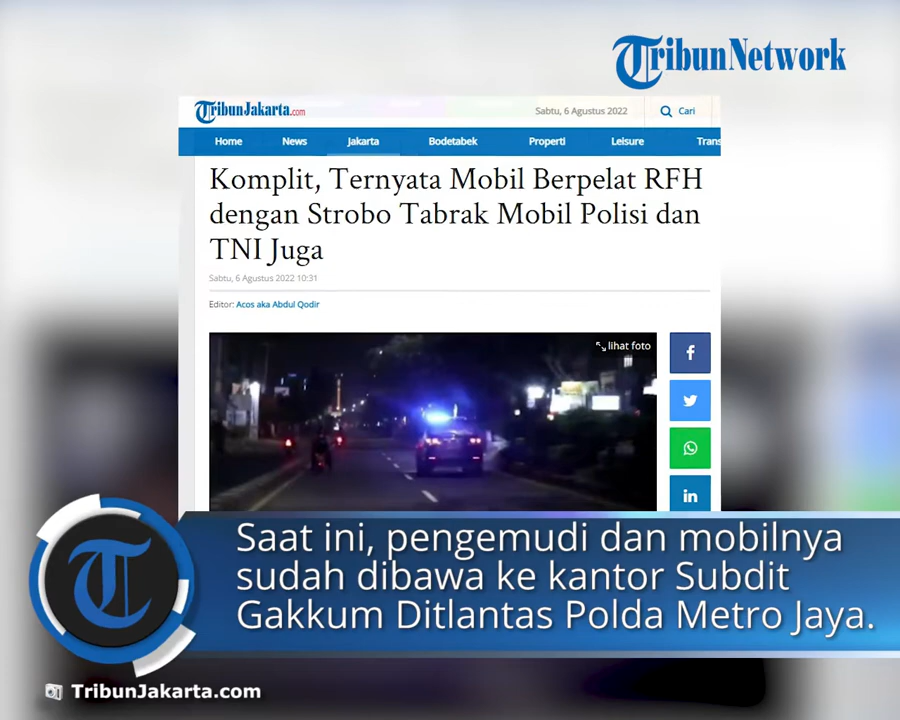 TribunNetwork
TribunJakarta.com
Sabtu, 6 Agustus 2022
Cari
Home News Jakarta Bodetabek Properti Leisure Trans
Komplit, Ternyata Mobil Berpelat RFH
dengan Strobo Tabrak Mobil Polisi dan
TNI Juga
Sabtu, 6 Agustus 2022 10:31
Editor: Acos aka Abdul Qodir
lihat foto
f
in
Saat ini, pengemudi dan mobilnya
sudah dibawa ke kantor Subdit
Gakkum Ditlantas Polda Metro Jaya.
T
TribunJakarta.com